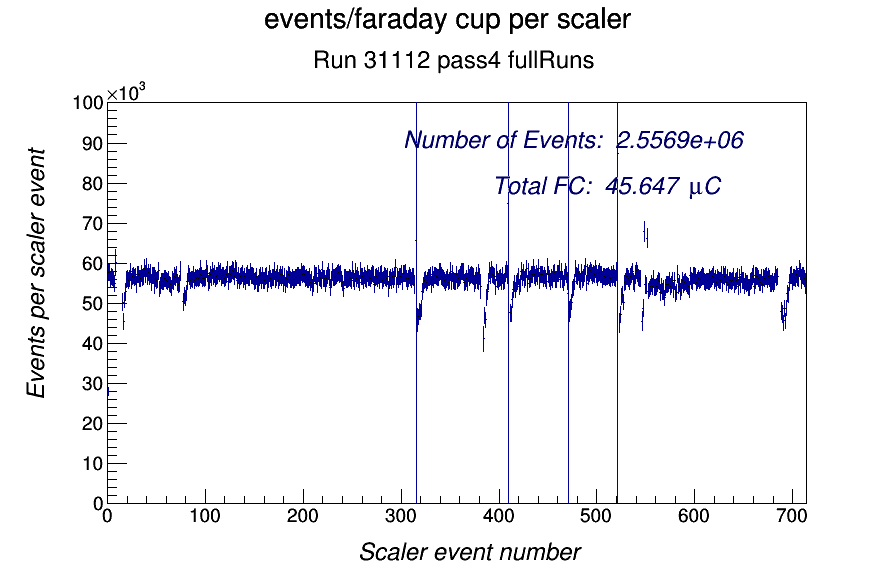 events/faraday cup per scaler
Run 31112 pass4 fullRuns
×10³
100
90
80
70
60
50
40
30
20
10
0
Events per scaler event
Number of Events: 2.5569e+06
Total FC: 45.647 μC
0 100 200 300 400 500 600 700
Scaler event number